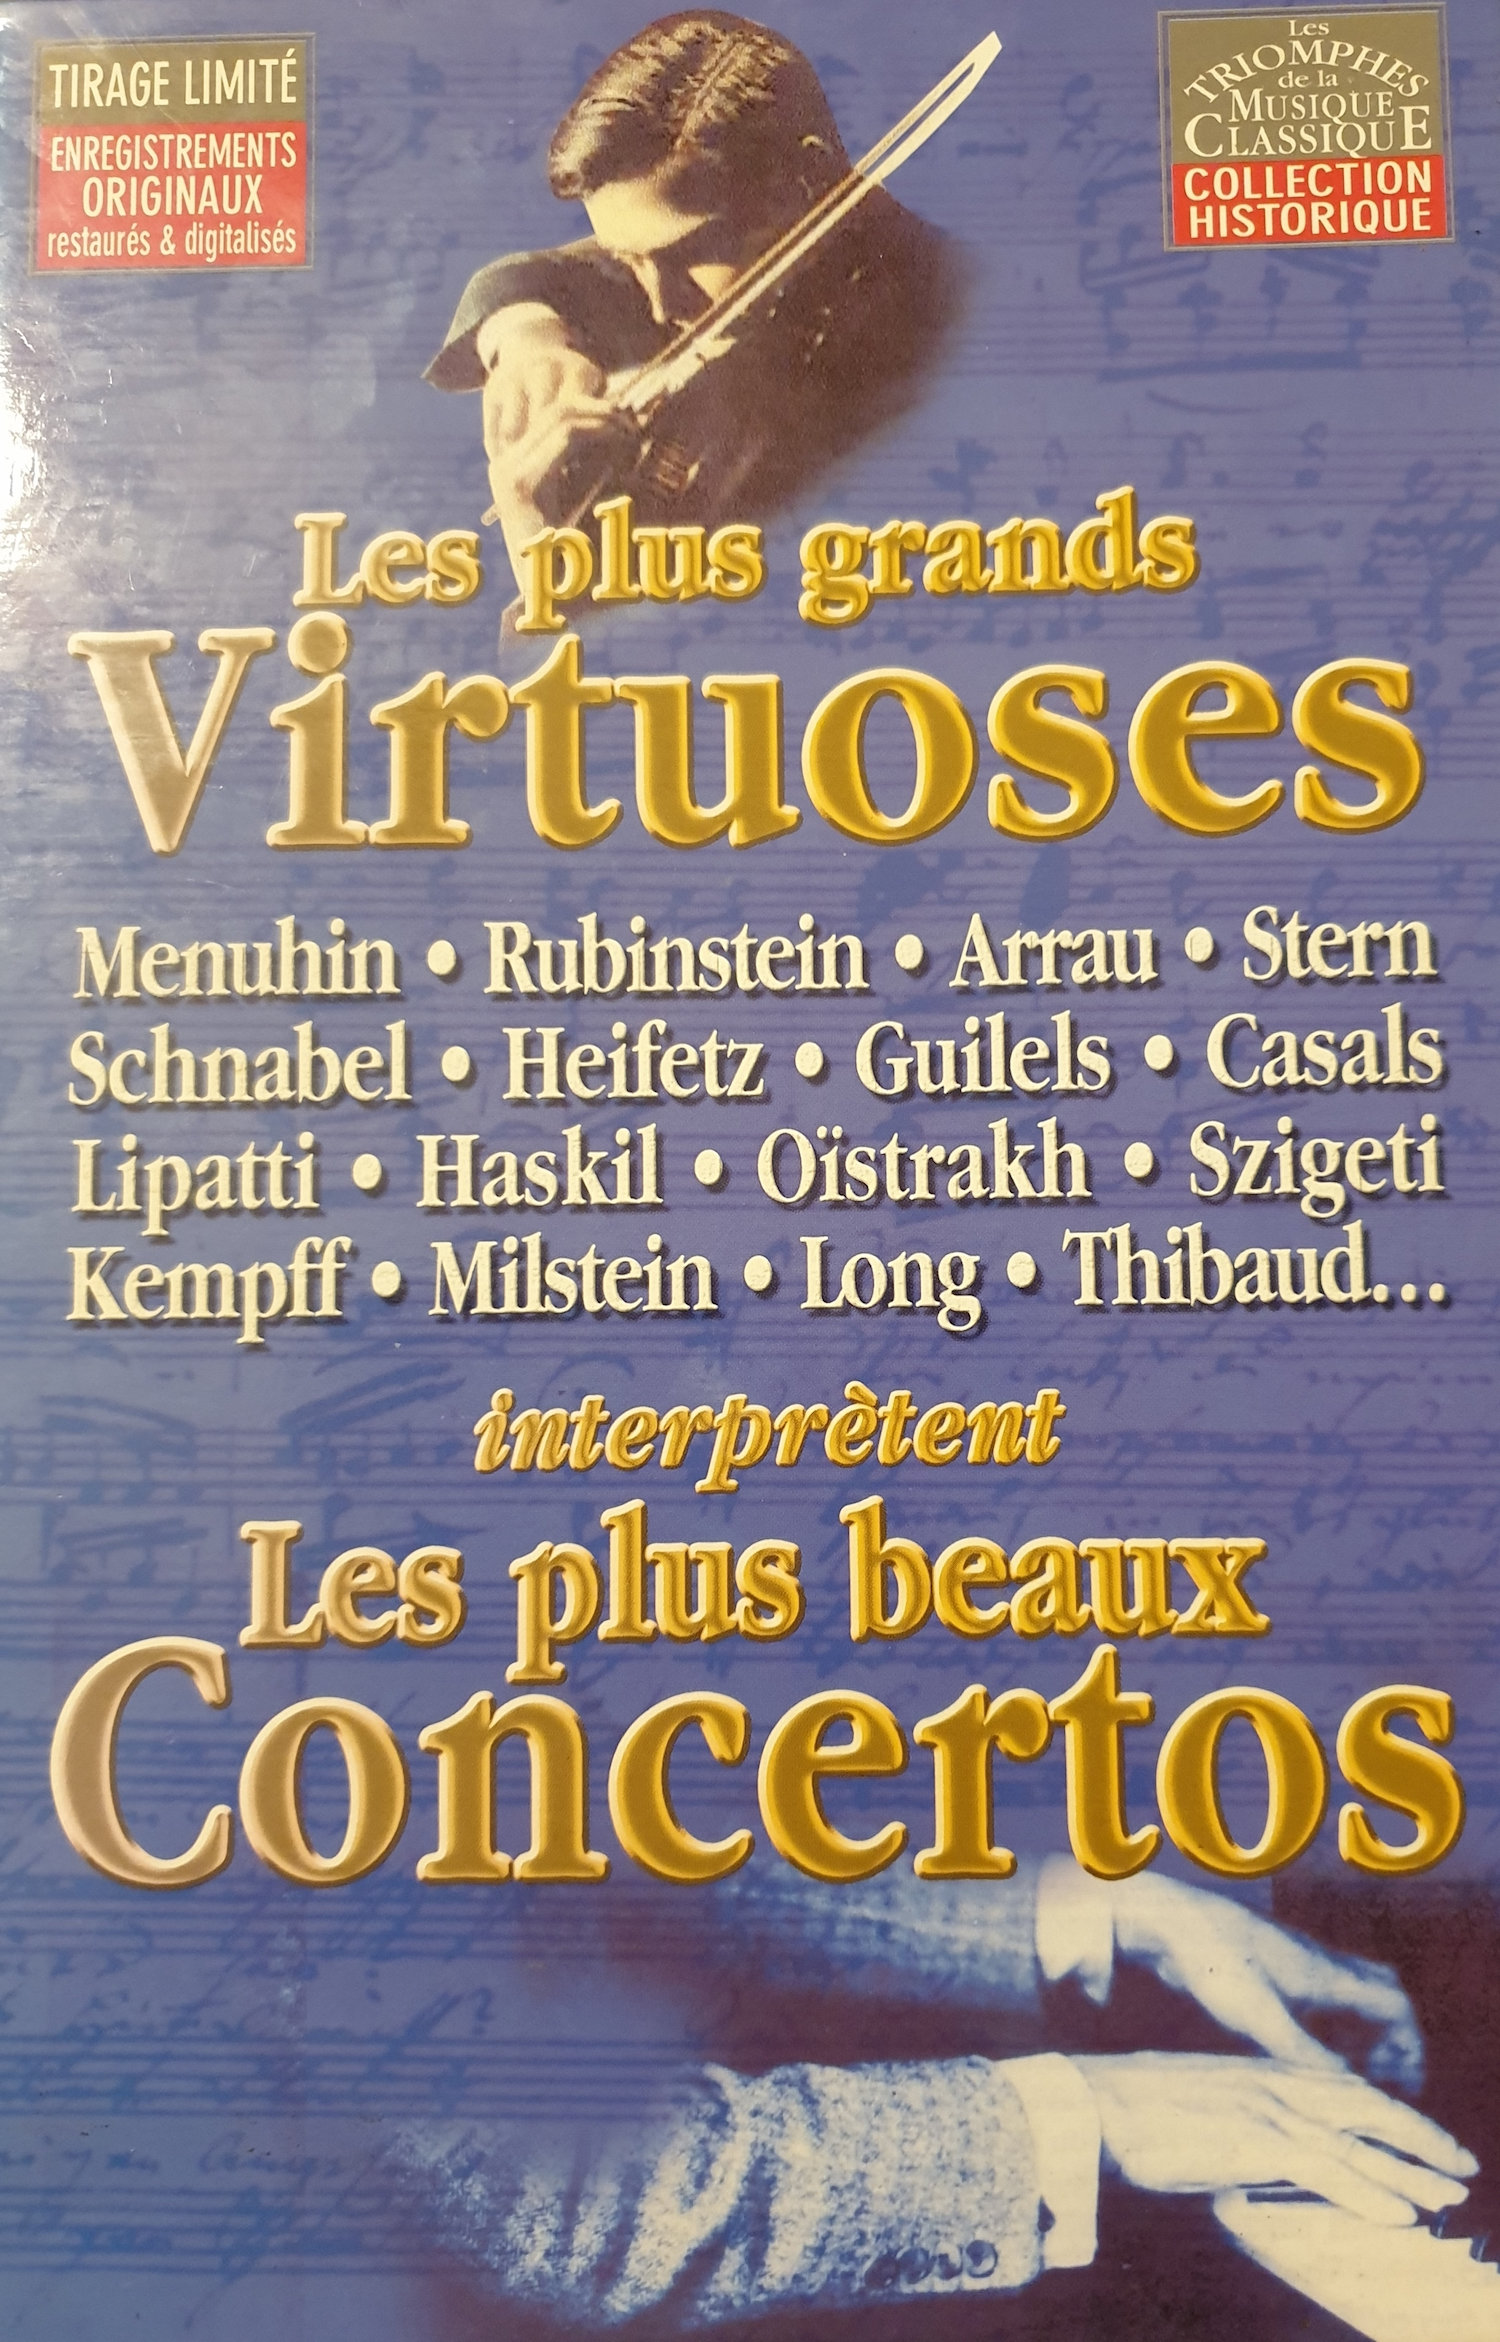 TIRAGE LIMITÉ
ENREGISTREMENTS
ORIGINAUX
restaurés & digitalisés
Les
TRIOMPHES
de la
MUSIQUE
CLASSIQUE
COLLECTION
HISTORIQUE
Les plus grands
Virtuoses
Menuhin • Rubinstein • Arrau • Stern
Schnabel • Heifetz • Guilels • Casals
Lipatti • Haskil • Oïstrakh • Szigeti
Kempff • Milstein • Long • Thibaud...
interprètent
Les plus beaux
Concertos